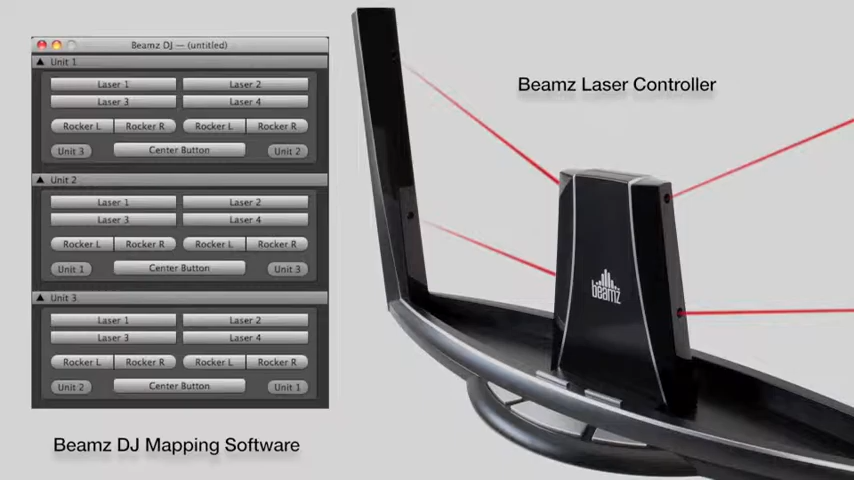 Beamz DJ — (untitled)
Unit 1
Laser 1 Laser 2
Laser 3 Laser 4
Rocker L Rocker R Rocker L Rocker R
Unit 3 Center Button Unit 2
Unit 2
Laser 1 Laser 2
Laser 3 Laser 4
Rocker L Rocker R Rocker L Rocker R
Unit 1 Center Button Unit 3
Unit 3
Laser 1 Laser 2
Laser 3 Laser 4
Rocker L Rocker R Rocker L Rocker R
Unit 2 Center Button Unit 1
Beamz DJ Mapping Software
Beamz Laser Controller
beamz